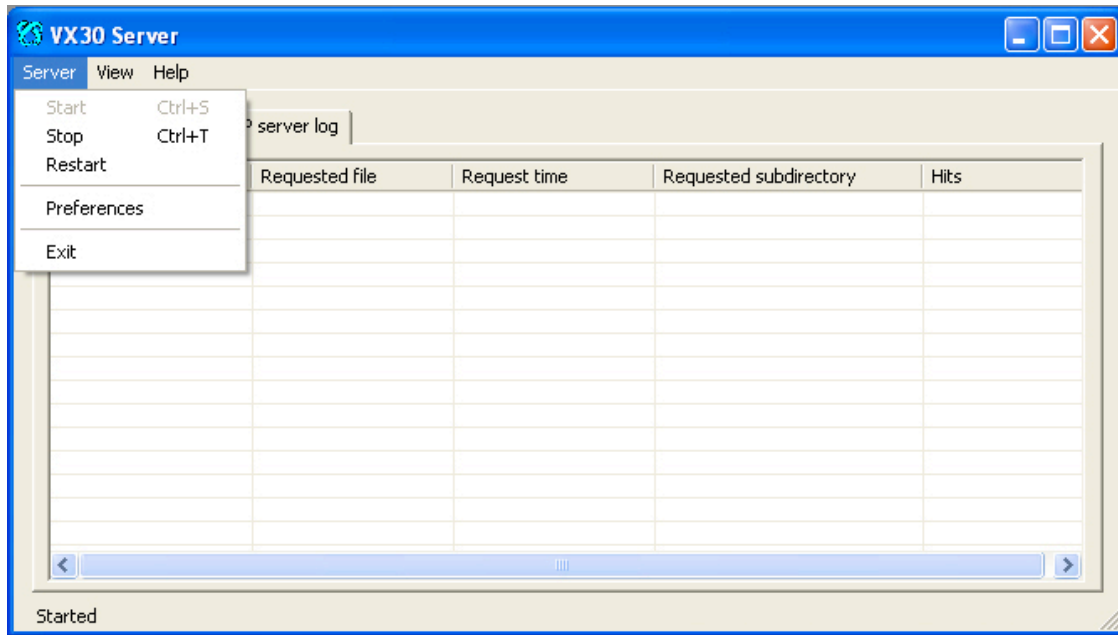 VX30 Server
Server View Help
Start Ctrl+S
Stop Ctrl+T
Restart
Preferences
Exit
P server log
Requested file Request time Requested subdirectory Hits
Started